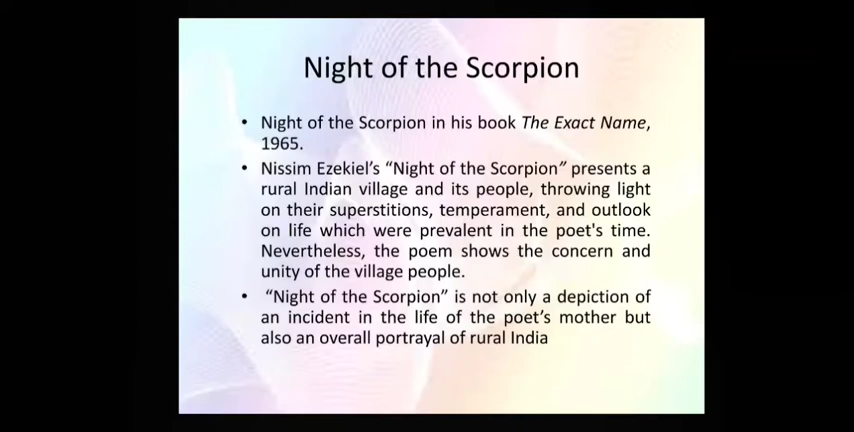 Night of the Scorpion
• Night of the Scorpion in his book The Exact Name,
1965.
• Nissim Ezekiel’s “Night of the Scorpion” presents a
rural Indian village and its people, throwing light
on their superstitions, temperament, and outlook
on life which were prevalent in the poet's time.
Nevertheless, the poem shows the concern and
unity of the village people.
• “Night of the Scorpion” is not only a depiction of
an incident in the life of the poet’s mother but
also an overall portrayal of rural India